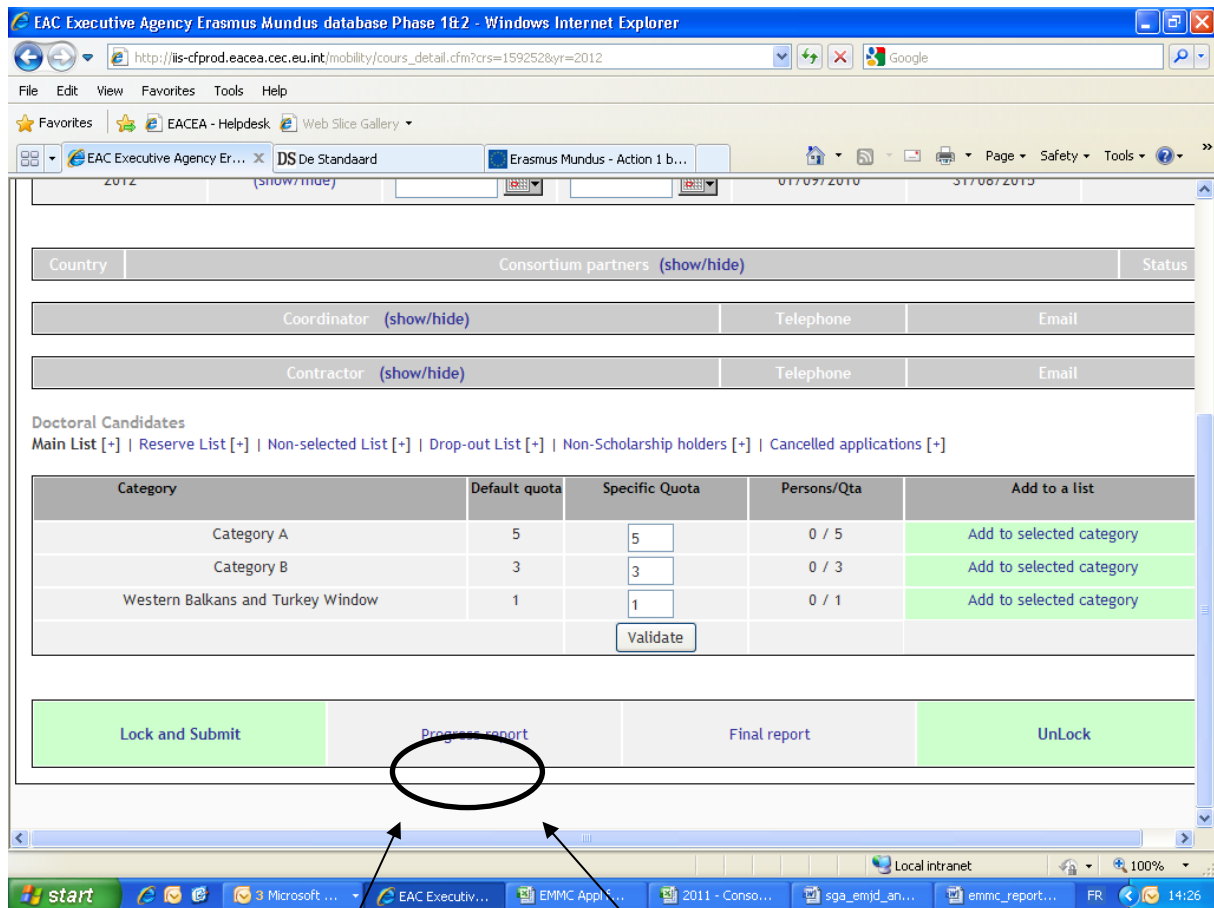 EAC Executive Agency Erasmus Mundus database Phase 1&2 - Windows Internet Explorer
http://iis-cfprod.eacea.cec.eu.int/mobility/cours_detail.cfm?crs=159252&yr=2012
Google
File Edit View Favorites Tools Help
Favorites EACEA - Helpdesk Web Slice Gallery
EAC Executive Agency Er... DS De Standaard Erasmus Mundus - Action 1 b... Page Safety Tools
2012 (show/hide) 01/09/2010 31/08/2015
Country Consortium partners (show/hide) Status
Coordinator (show/hide) Telephone Email
Contractor (show/hide) Telephone Email
Doctoral Candidates
Main List [+] | Reserve List [+] | Non-selected List [+] | Drop-out List [+] | Non-Scholarship holders [+] | Cancelled applications [+]
Category Default quota Specific Quota Persons/Qta Add to a list
Category A 5 5 0 / 5 Add to selected category
Category B 3 3 0 / 3 Add to selected category
Western Balkans and Turkey Window 1 1 0 / 1 Add to selected category
Validate
Lock and Submit Progress report Final report UnLock
Local intranet 100%
start 3 Microsoft ... EAC Executiv... EMMC Appl 2011 - Conso... sga_emjd_an... emmc_report... FR 14:26